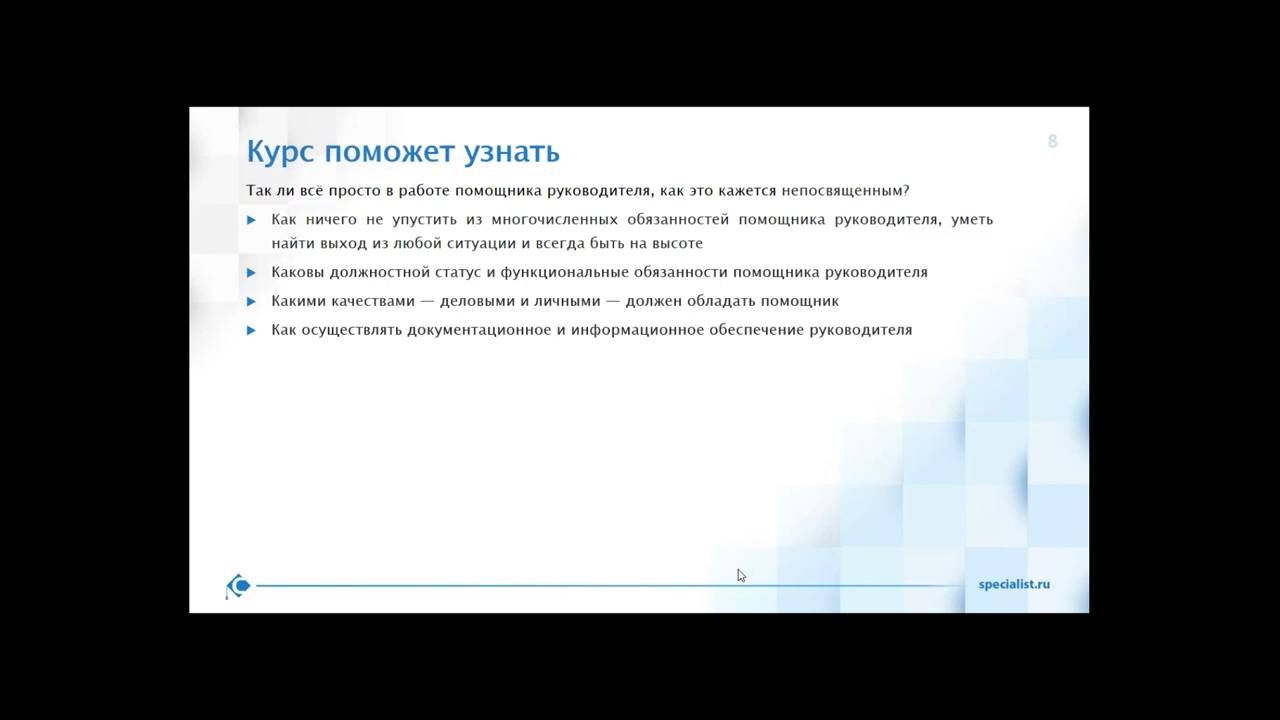 Курс поможет узнать
8
Так ли всё просто в работе помощника руководителя, как это кажется непосвященным?
Как ничего не упустить из многочисленных обязанностей помощника руководителя, уметь
найти выход из любой ситуации и всегда быть на высоте
Каковы должностной статус и функциональные обязанности помощника руководителя
Какими качествами — деловыми и личными — должен обладать помощник
Как осуществлять документационное и информационное обеспечение руководителя
specialist.ru